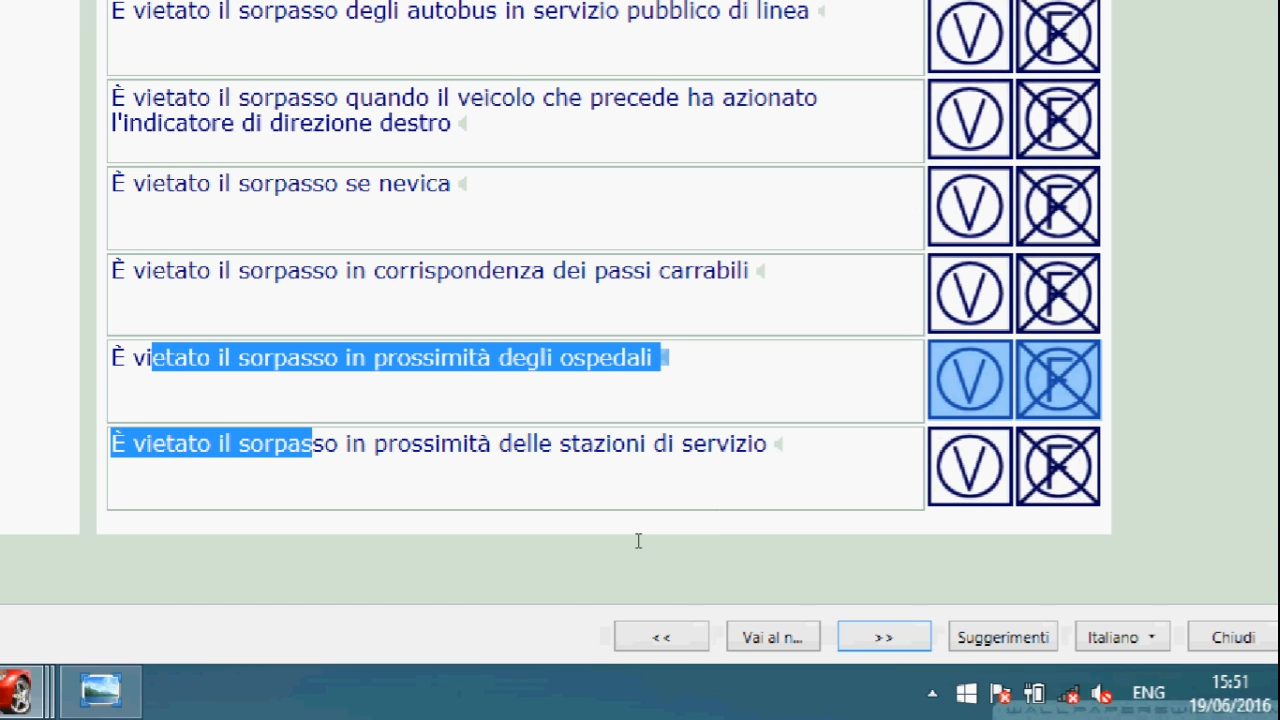 È vietato il sorpasso degli autobus in servizio pubblico di linea
V F
È vietato il sorpasso quando il veicolo che precede ha azionato
l'indicatore di direzione destro
V F
È vietato il sorpasso se nevica
V F
È vietato il sorpasso in corrispondenza dei passi carrabili
V F
È vietato il sorpasso in prossimità degli ospedali
V F
È vietato il sorpasso in prossimità delle stazioni di servizio
V F
<< Vai al n... >> Suggerimenti Italiano Chiudi
ENG 15:51
19/06/2016